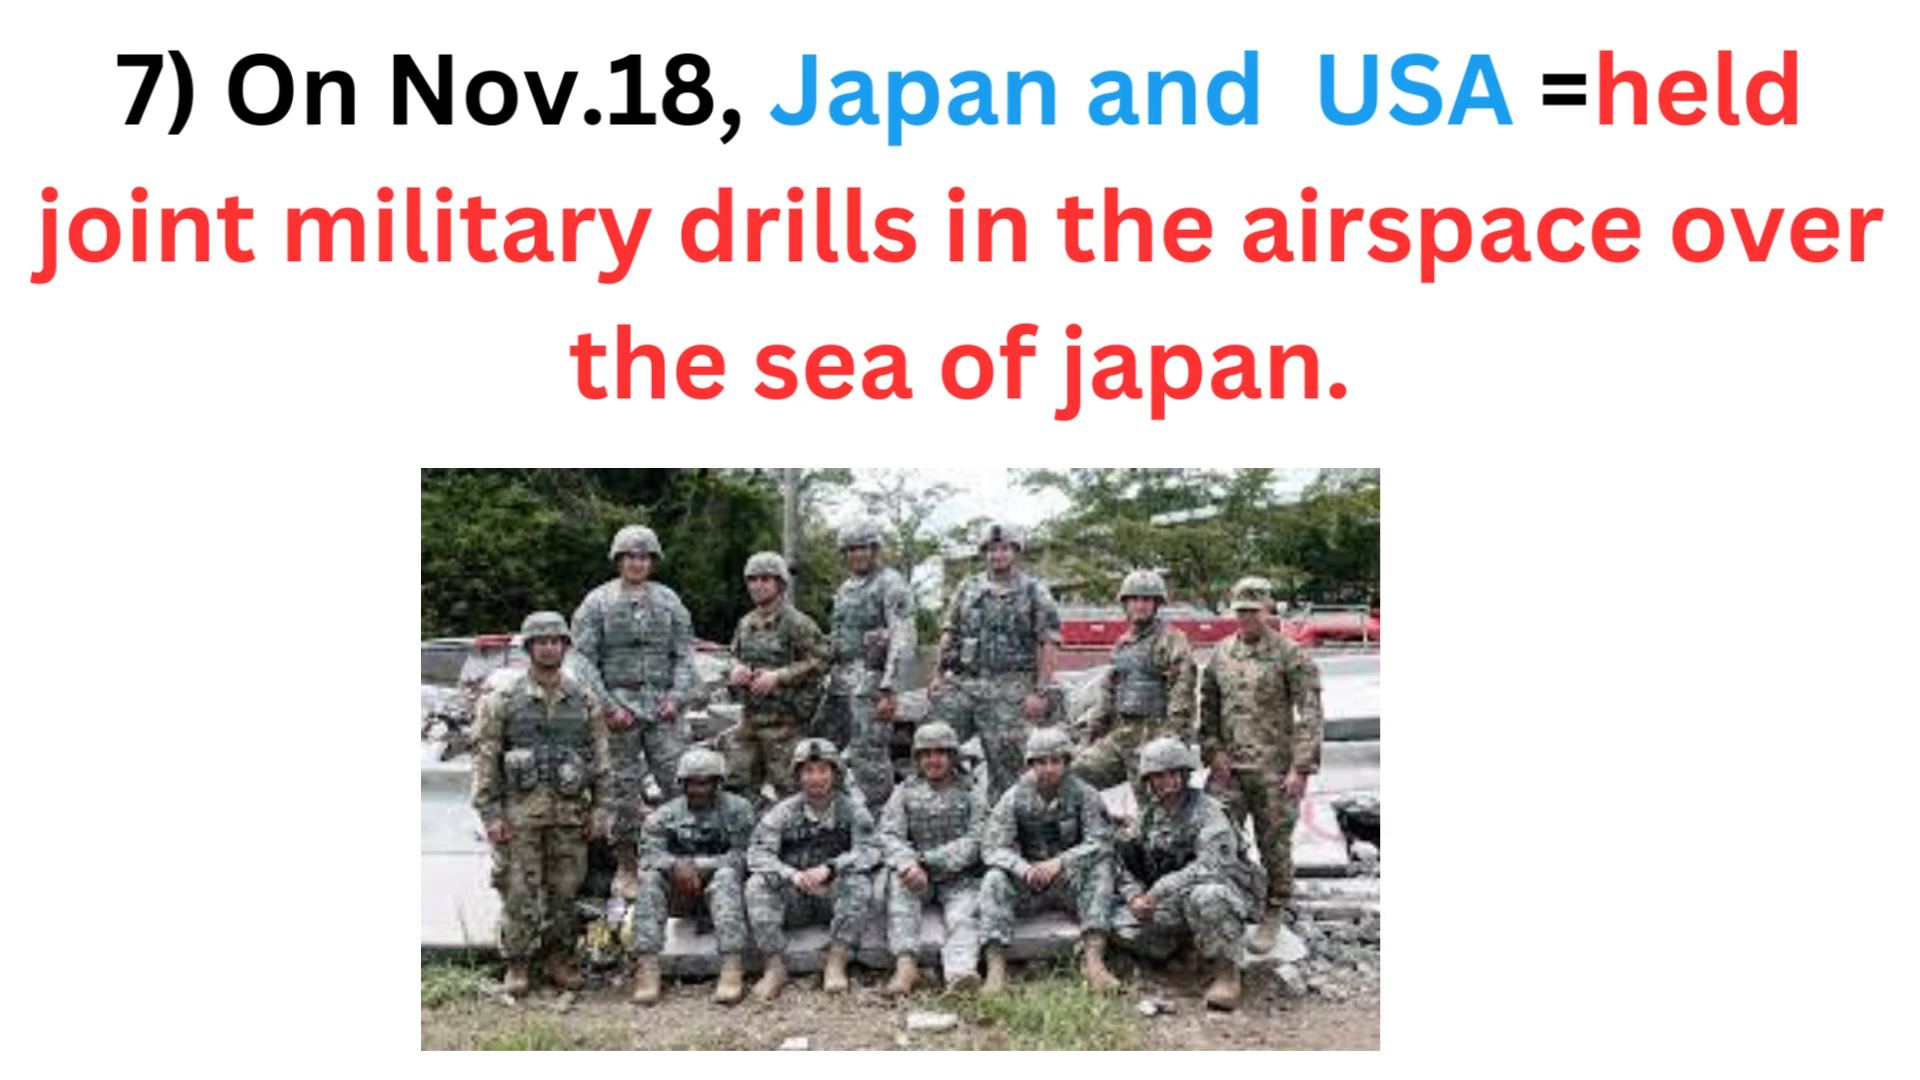 7) On Nov.18, Japan and  USA =held
joint military drills in the airspace over
the sea of japan.